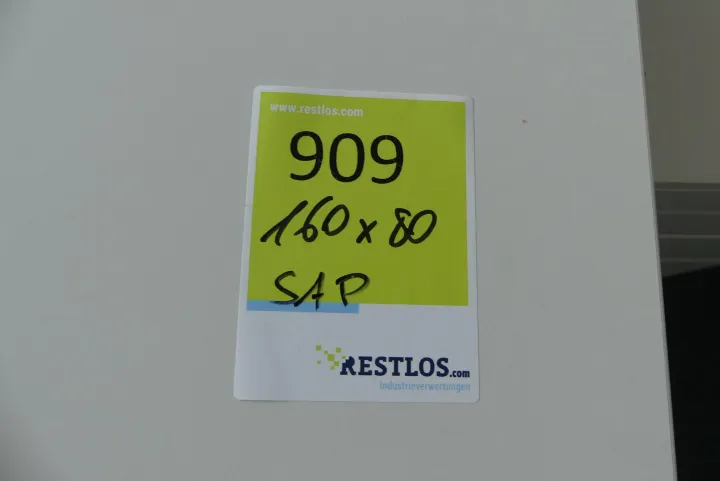 www.restlos.com
909
160 x 80
SAP
RESTLOS.com
Industrieverwertungen